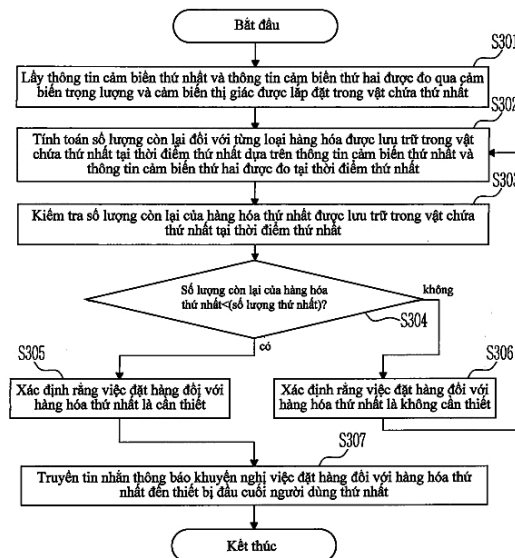 Bắt đầu
S301
Lấy thông tin cảm biến thứ nhất và thông tin cảm biến thứ hai được đo qua cảm
biến trọng lượng và cảm biến thị giác được lắp đặt trong vật chứa thứ nhất
S302
Tính toán số lượng còn lại đối với từng loại hàng hóa được lưu trữ trong vật
chứa thứ nhất tại thời điểm thứ nhất dựa trên thông tin cảm biến thứ nhất và
thông tin cảm biến thứ hai được đo tại thời điểm thứ nhất
S303
Kiểm tra số lượng còn lại của hàng hóa thứ nhất được lưu trữ trong vật chứa
thứ nhất tại thời điểm thứ nhất
Số lượng còn lại của hàng hóa
thứ nhất<(số lượng thứ nhất)?
không
S304
có
S305
S306
Xác định rằng việc đặt hàng đối với
hàng hóa thứ nhất là cần thiết
Xác định rằng việc đặt hàng đối với
hàng hóa thứ nhất là không cần thiết
S307
Truyền tin nhắn thông báo khuyến nghị việc đặt hàng đối với hàng hóa thứ
nhất đến thiết bị đầu cuối người dùng thứ nhất
Kết thúc